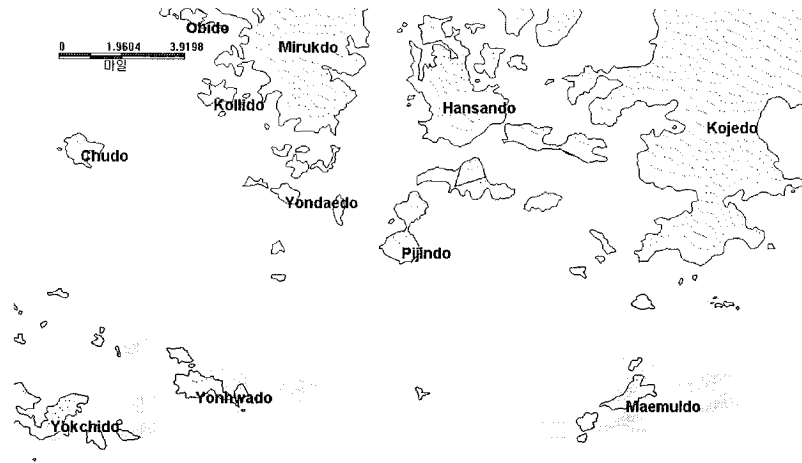 Obido
0 1.9604 3.9198
마일
Mirukdo
Kollido
Hansando
Kojedo
Chudo
Yondaedo
Pijindo
Yonhwado
Maemuldo
Yokchido